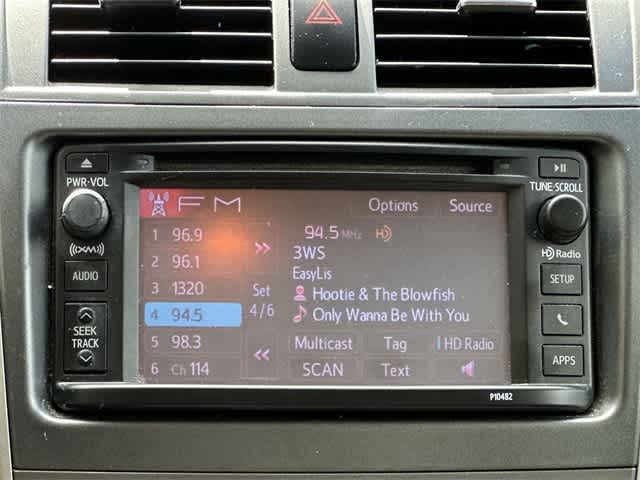 PWR·VOL
TUNE·SCROLL
FM
Options
Source
1 96.9
94.5 MHz HD
3WS
2 96.1
EasyLis
3 1320
Set
4/6
Hootie & The Blowfish
4 94.5
Only Wanna Be With You
5 98.3
Multicast
Tag
HD Radio
6 Ch 114
SCAN
Text
((XM))
AUDIO
SEEK
TRACK
HD Radio
SETUP
APPS
P10482